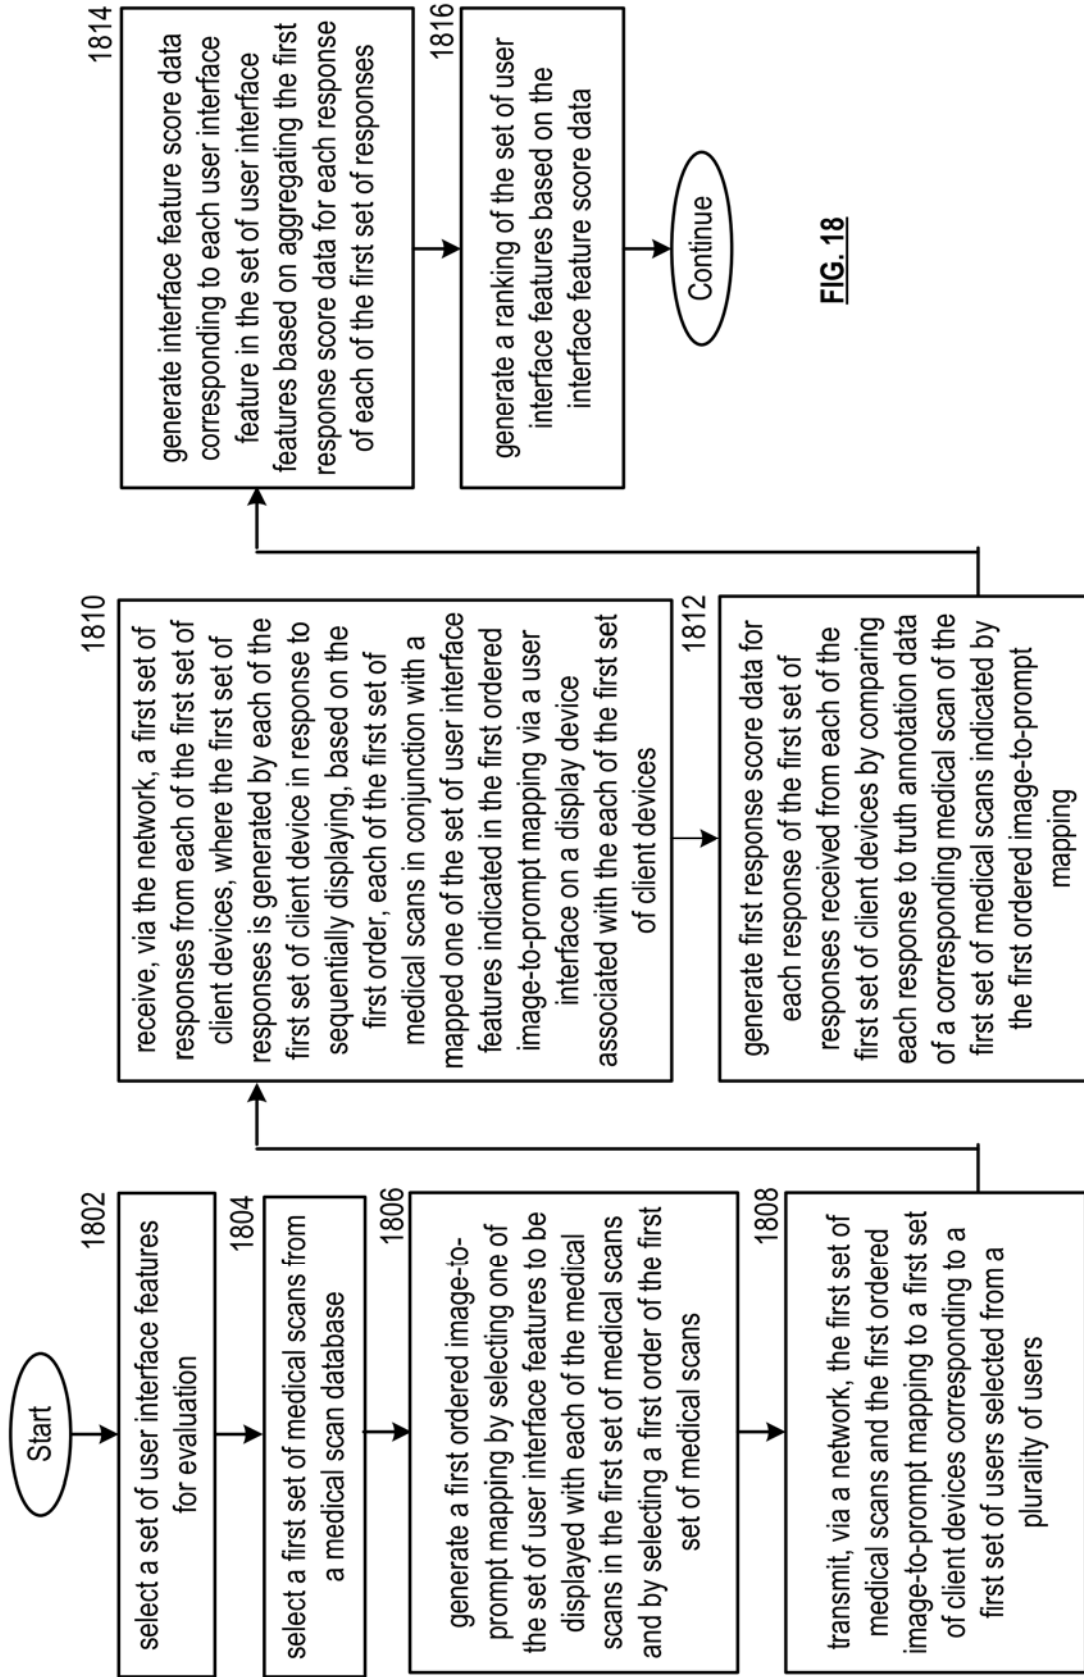 Start
1802
select a set of user interface features
for evaluation
1804
select a first set of medical scans from
a medical scan database
1806
generate a first ordered image-to-
prompt mapping by selecting one of
the set of user interface features to be
displayed with each of the medical
scans in the first set of medical scans
and by selecting a first order of the first
set of medical scans
1808
transmit, via a network, the first set of
medical scans and the first ordered
image-to-prompt mapping to a first set
of client devices corresponding to a
first set of users selected from a
plurality of users
1810
receive, via the network, a first set of
responses from each of the first set of
client devices, where the first set of
responses is generated by each of the
first set of client device in response to
sequentially displaying, based on the
first order, each of the first set of
medical scans in conjunction with a
mapped one of the set of user interface
features indicated in the first ordered
image-to-prompt mapping via a user
interface on a display device
associated with the each of the first set
of client devices
1812
generate first response score data for
each response of the first set of
responses received from each of the
first set of client devices by comparing
each response to truth annotation data
of a corresponding medical scan of the
first set of medical scans indicated by
the first ordered image-to-prompt
mapping
1814
generate interface feature score data
corresponding to each user interface
feature in the set of user interface
features based on aggregating the first
response score data for each response
of each of the first set of responses
1816
generate a ranking of the set of user
interface features based on the
interface feature score data
Continue
FIG. 18